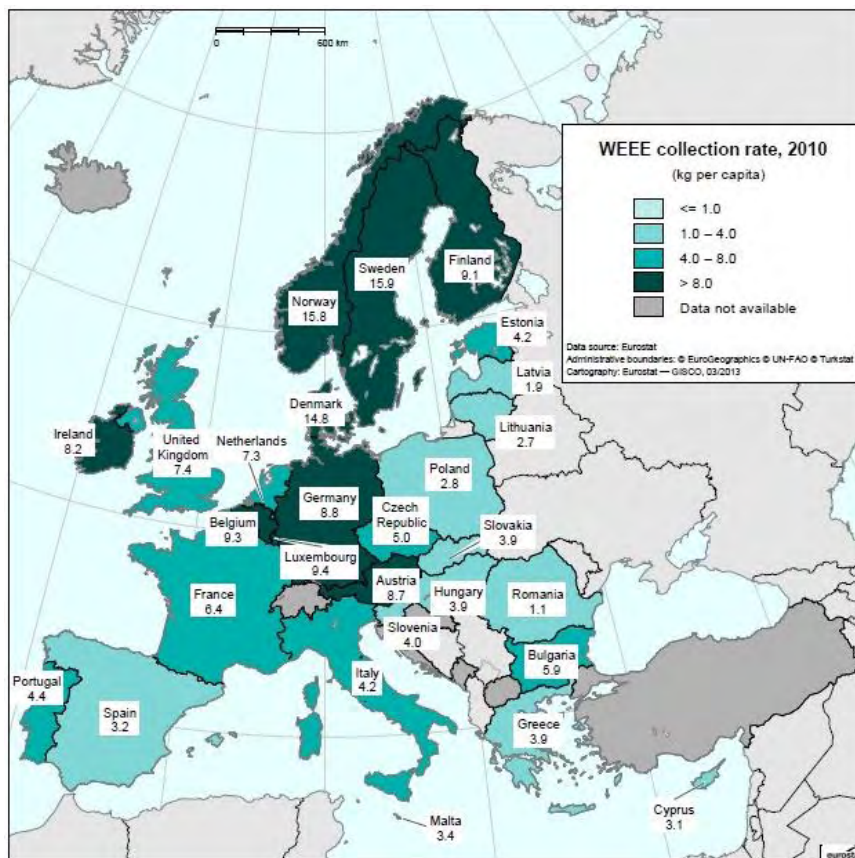 0
600 km
WEEE collection rate, 2010
(kg per capita)
<= 1.0
1.0 – 4.0
4.0 – 8.0
> 8.0
Data not available
Data source: Eurostat
Administrative boundaries: © EuroGeographics © UN-FAO © Turkstat
Cartography: Eurostat — GISCO, 03/2013
Finland
9.1
Sweden
15.9
Norway
15.8
Estonia
4.2
Latvia
1.9
Denmark
14.8
Lithuania
2.7
Ireland
8.2
United
Kingdom
7.4
Netherlands
7.3
Poland
2.8
Germany
8.8
Czech
Republic
5.0
Belgium
9.3
Slovakia
3.9
Luxembourg
9.4
Austria
8.7
France
6.4
Hungary
3.9
Romania
1.1
Slovenia
4.0
Bulgaria
5.9
Portugal
4.4
Italy
4.2
Spain
3.2
Greece
3.9
Cyprus
3.1
Malta
3.4